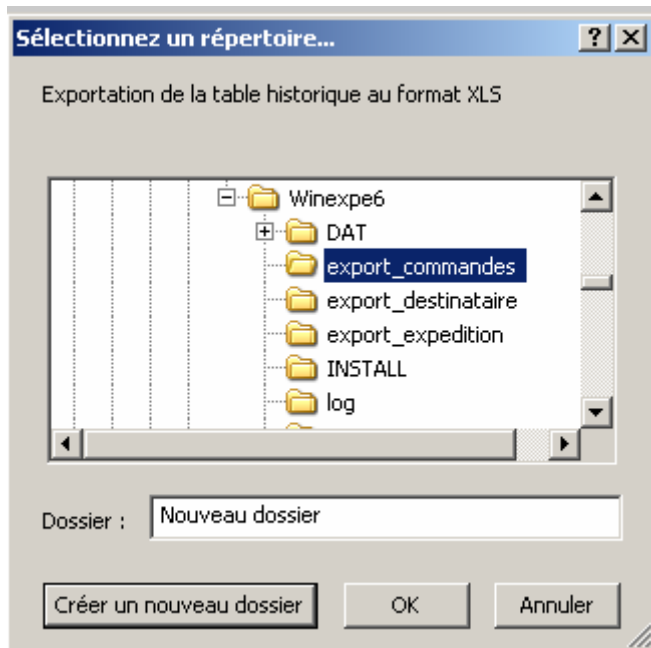 Sélectionnez un répertoire...
Exportation de la table historique au format XLS
Winexpe6
DAT
export_commandes
export_destinataire
export_expedition
INSTALL
log
Dossier : Nouveau dossier
Créer un nouveau dossier OK Annuler